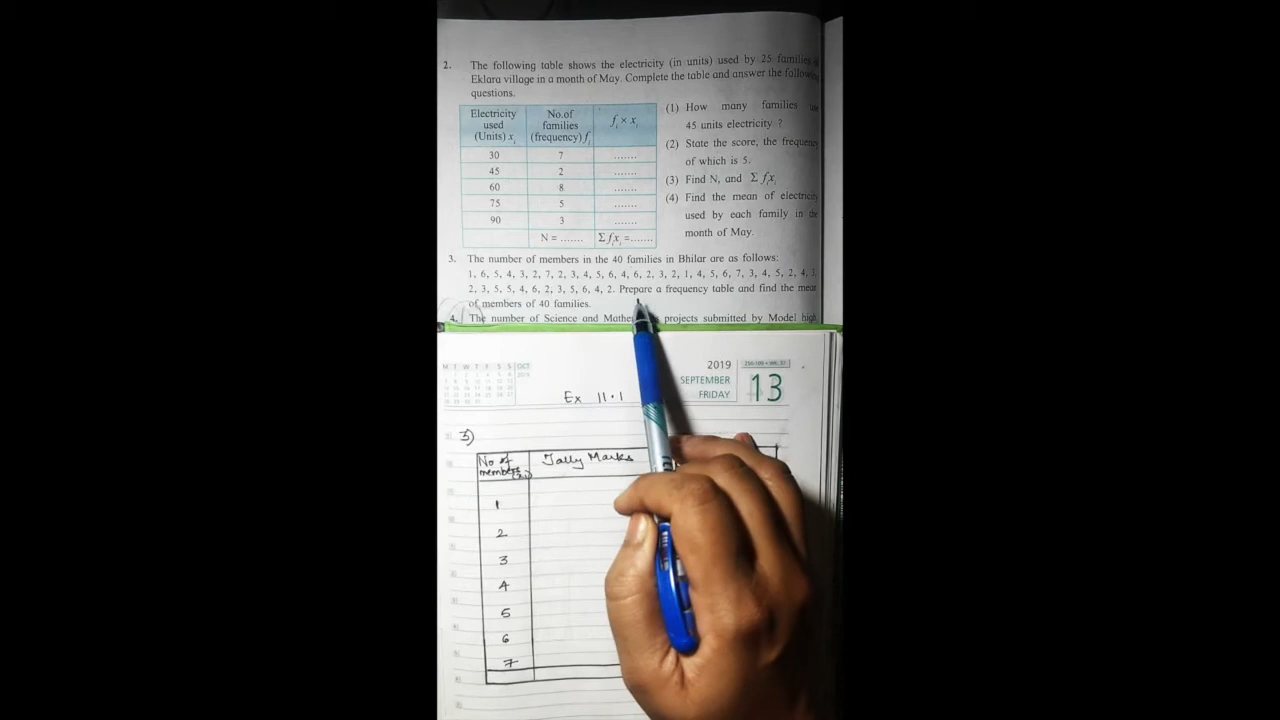 2. The following table shows the electricity (in units) used by 25 families
Eklara village in a month of May. Complete the table and answer the following
questions.
Electricity used (Units) xi No.of families (frequency) fi fi × xi
30 7 .......
45 2 .......
60 8 .......
75 5 .......
90 3 .......
N = ....... Σ fixi =.......
(1) How many families use
45 units electricity ?
(2) State the score, the frequency
of which is 5.
(3) Find N, and Σ fixi
(4) Find the mean of electricity
used by each family in the
month of May.
3. The number of members in the 40 families in Bhilar are as follows:
1, 6, 5, 4, 3, 2, 7, 2, 3, 4, 5, 6, 4, 6, 2, 3, 2, 1, 4, 5, 6, 7, 3, 4, 5, 2, 4, 3,
2, 3, 5, 5, 4, 6, 2, 3, 5, 6, 4, 2. Prepare a frequency table and find the mean
of members of 40 families.
4. The number of Science and projects submitted by Model high
M T W T F S S OCT
2019
2019
SEPTEMBER
FRIDAY
13
Ex 11.1
3)
No of members (xi) Tally Marks
1
2
3
4
5
6
7